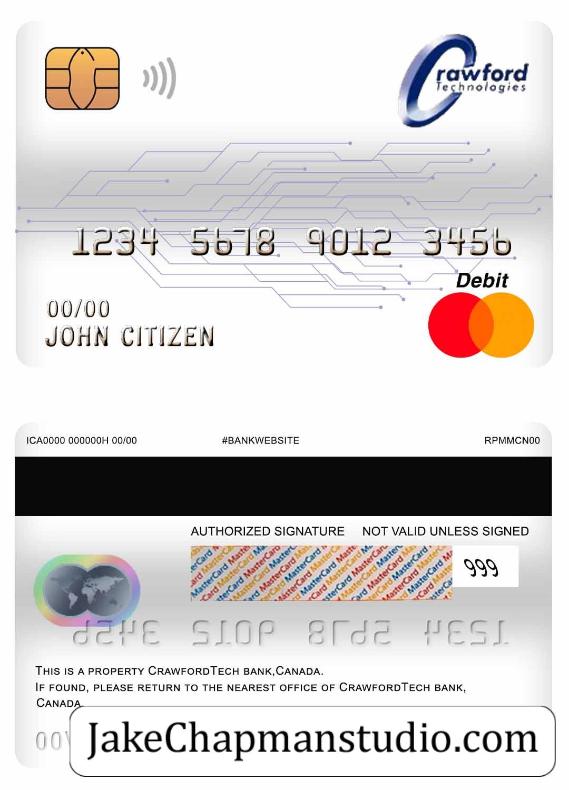 Crawford
Technologies
1234 5678 9012 3456
Debit
00/00
JOHN CITIZEN
ICA0000 000000H 00/00 #BANKWEBSITE RPMMCN00
AUTHORIZED SIGNATURE NOT VALID UNLESS SIGNED
MasterCard MasterCard MasterCard
999
THIS IS A PROPERTY CRAWFORDTECH BANK,CANADA.
IF FOUND, PLEASE RETURN TO THE NEAREST OFFICE OF CRAWFORDTECH BANK,
CANADA.
JakeChapmanstudio.com